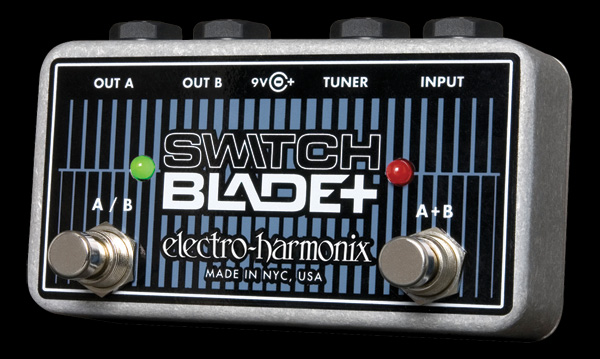 OUT A OUT B 9V - + TUNER INPUT
SWITCH
BLADE+
A / B A+B
electro-harmonix
MADE IN NYC, USA